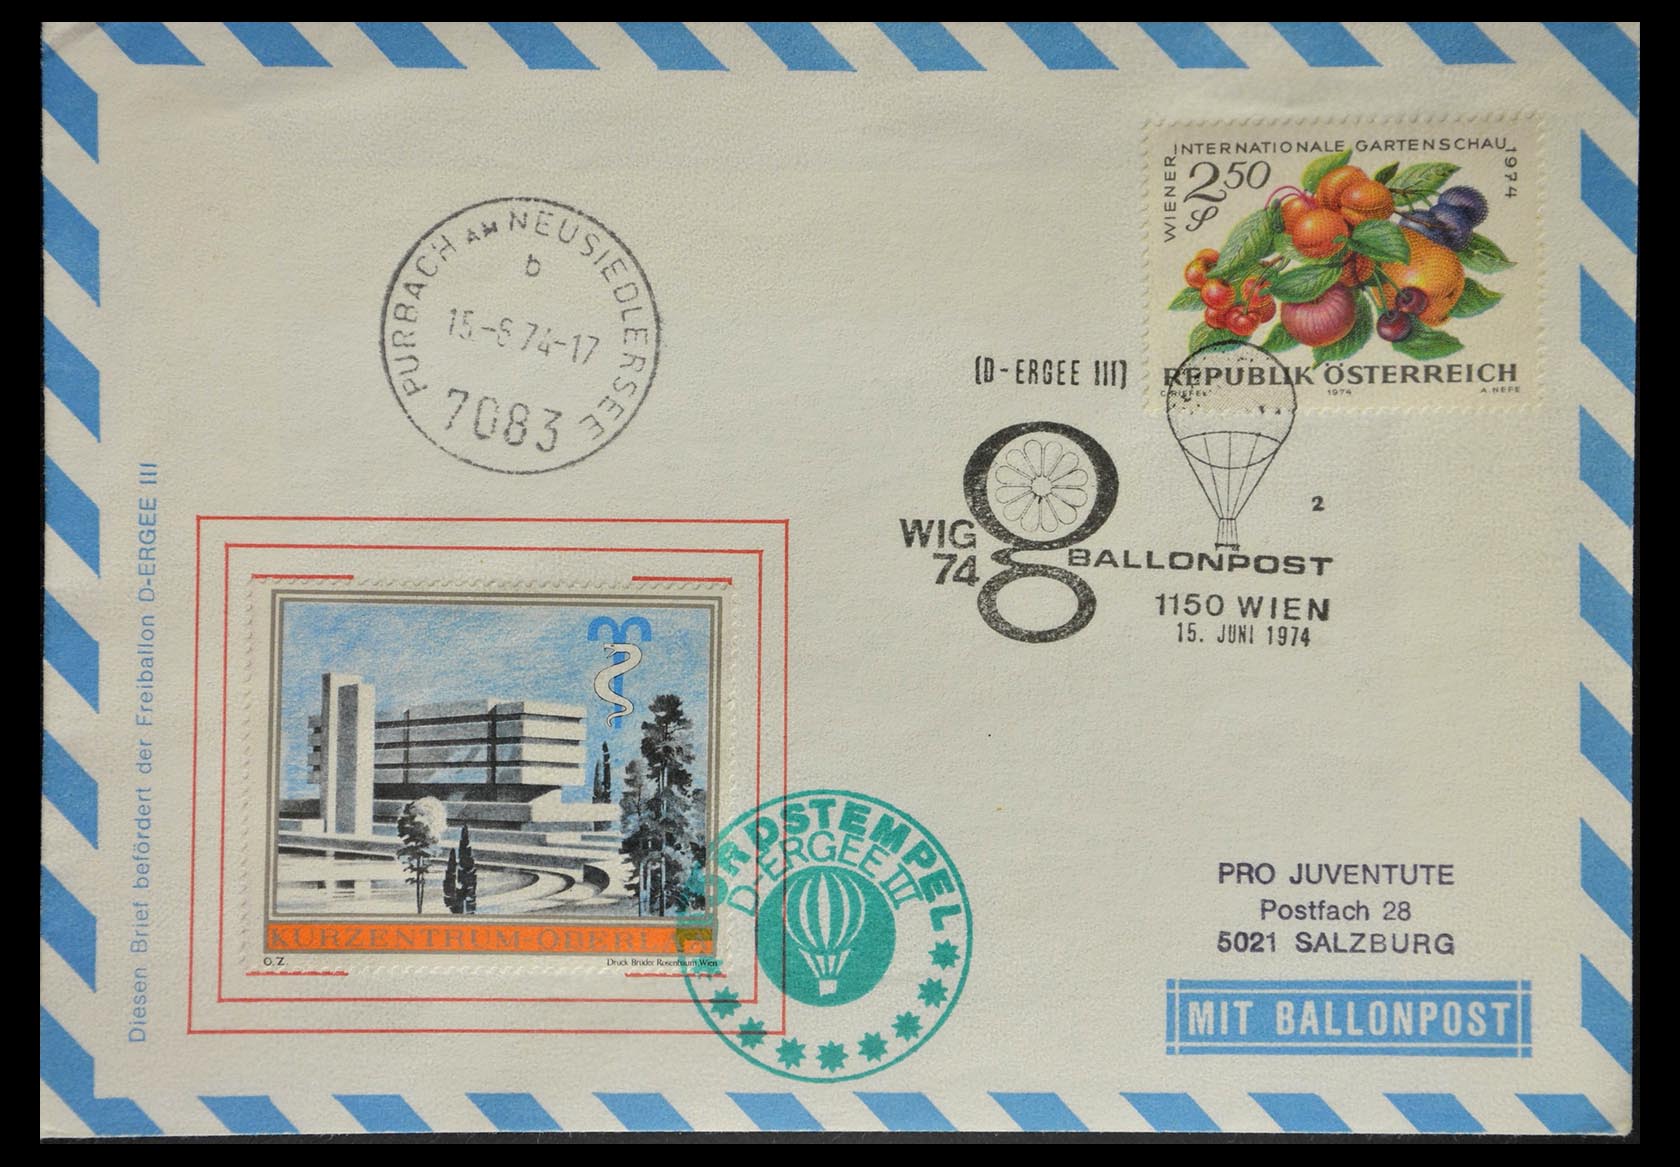 WIENER INTERNATIONALE GARTENSCHAU 1974
2.50
S
REPUBLIK ÖSTERREICH
1974
A. NEFE
PURBACH AM NEUSIEDLERSEE
b
15.-6.74-17
7083
(D-ERGEE III)
WIG
74
g
2
BALLONPOST
1150 WIEN
15. JUNI 1974
Diesen Brief befördert der Freiballon D-ERGEE III
KURZENTRUM-OBERLAA
O.Z.
Druck Brüder Rosenbaum, Wien
BORDSTEMPEL
D-ERGEE III
PRO JUVENTUTE
Postfach 28
5021 SALZBURG
MIT BALLONPOST